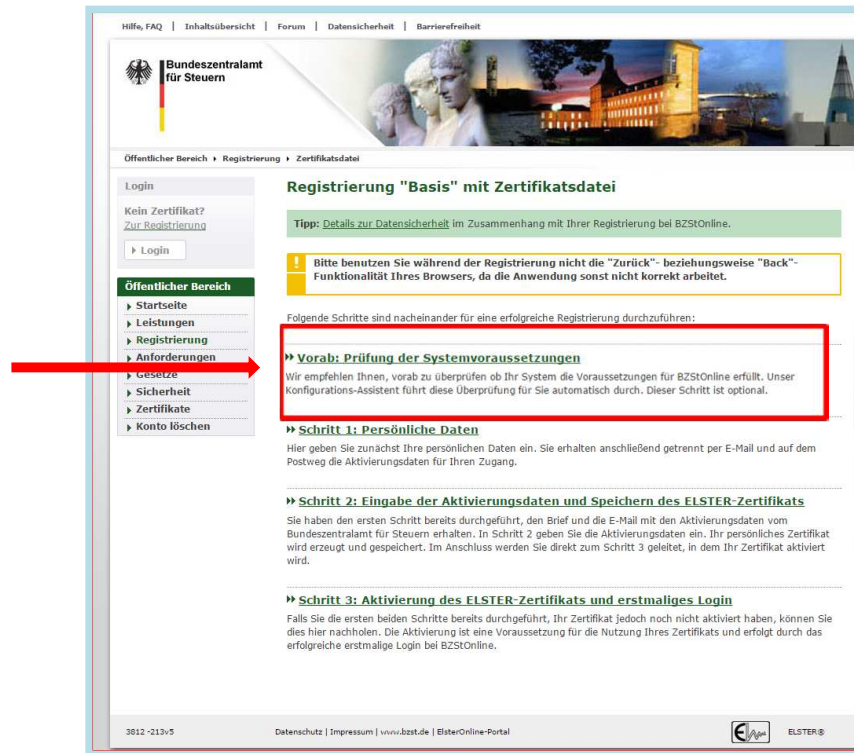 Hilfe, FAQ | Inhaltsübersicht | Forum | Datensicherheit | Barrierefreiheit
Bundeszentralamt
für Steuern
Öffentlicher Bereich › Registrierung › Zertifikatsdatei
Login
Kein Zertifikat?
Zur Registrierung
Login
Öffentlicher Bereich
Startseite
Leistungen
Registrierung
Anforderungen
Gesetze
Sicherheit
Zertifikate
Konto löschen
Registrierung "Basis" mit Zertifikatsdatei
Tipp: Details zur Datensicherheit im Zusammenhang mit Ihrer Registrierung bei BZStOnline.
! Bitte benutzen Sie während der Registrierung nicht die "Zurück"- beziehungsweise "Back"-
Funktionalität Ihres Browsers, da die Anwendung sonst nicht korrekt arbeitet.
Folgende Schritte sind nacheinander für eine erfolgreiche Registrierung durchzuführen:
Vorab: Prüfung der Systemvoraussetzungen
Wir empfehlen Ihnen, vorab zu überprüfen ob Ihr System die Voraussetzungen für BZStOnline erfüllt. Unser
Konfigurations-Assistent führt diese Überprüfung für Sie automatisch durch. Dieser Schritt ist optional.
Schritt 1: Persönliche Daten
Hier geben Sie zunächst Ihre persönlichen Daten ein. Sie erhalten anschließend getrennt per E-Mail und auf dem
Postweg die Aktivierungsdaten für Ihren Zugang.
Schritt 2: Eingabe der Aktivierungsdaten und Speichern des ELSTER-Zertifikats
Sie haben den ersten Schritt bereits durchgeführt, den Brief und die E-Mail mit den Aktivierungsdaten vom
Bundeszentralamt für Steuern erhalten. In Schritt 2 geben Sie die Aktivierungsdaten ein. Ihr persönliches Zertifikat
wird erzeugt und gespeichert. Im Anschluss werden Sie direkt zum Schritt 3 geleitet, in dem Ihr Zertifikat aktiviert
wird.
Schritt 3: Aktivierung des ELSTER-Zertifikats und erstmaliges Login
Falls Sie die ersten beiden Schritte bereits durchgeführt, Ihr Zertifikat jedoch noch nicht aktiviert haben, können Sie
dies hier nachholen. Die Aktivierung ist eine Voraussetzung für die Nutzung Ihres Zertifikats und erfolgt durch das
erfolgreiche erstmalige Login bei BZStOnline.
3812 -213v5
Datenschutz | Impressum | www.bzst.de | ElsterOnline-Portal
ELSTER®